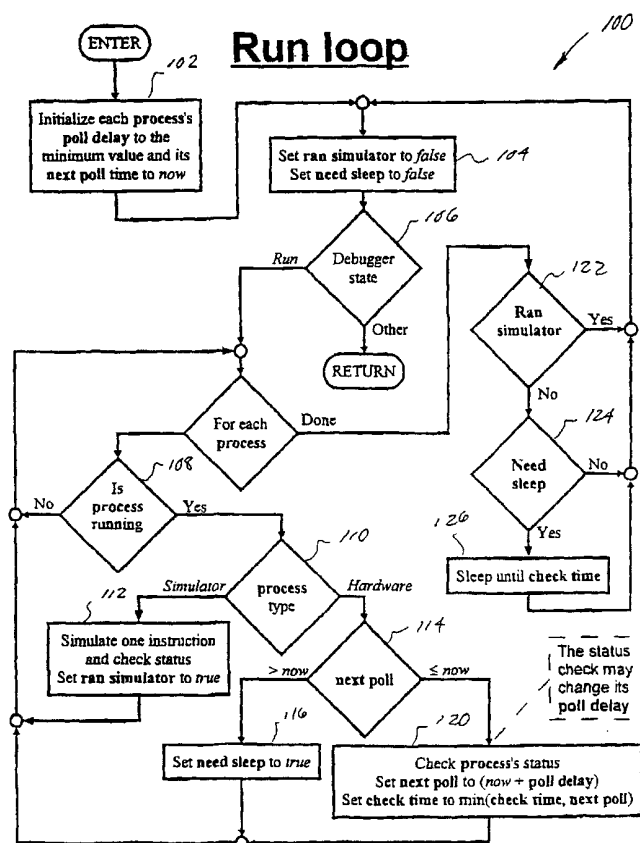 Run loop
100
ENTER
102
Initialize each process's
poll delay to the
minimum value and its
next poll time to now
Set ran simulator to false
Set need sleep to false
104
106
Debugger
state
Run
Other
RETURN
122
Ran
simulator
Yes
No
For each
process
Done
124
Need
sleep
No
Yes
126
Sleep until check time
108
Is
process
running
No
Yes
110
process
type
Simulator
Hardware
112
Simulate one instruction
and check status
Set ran simulator to true
114
next poll
> now
≤ now
The status
check may
change its
poll delay
116
Set need sleep to true
120
Check process's status
Set next poll to (now + poll delay)
Set check time to min(check time, next poll)